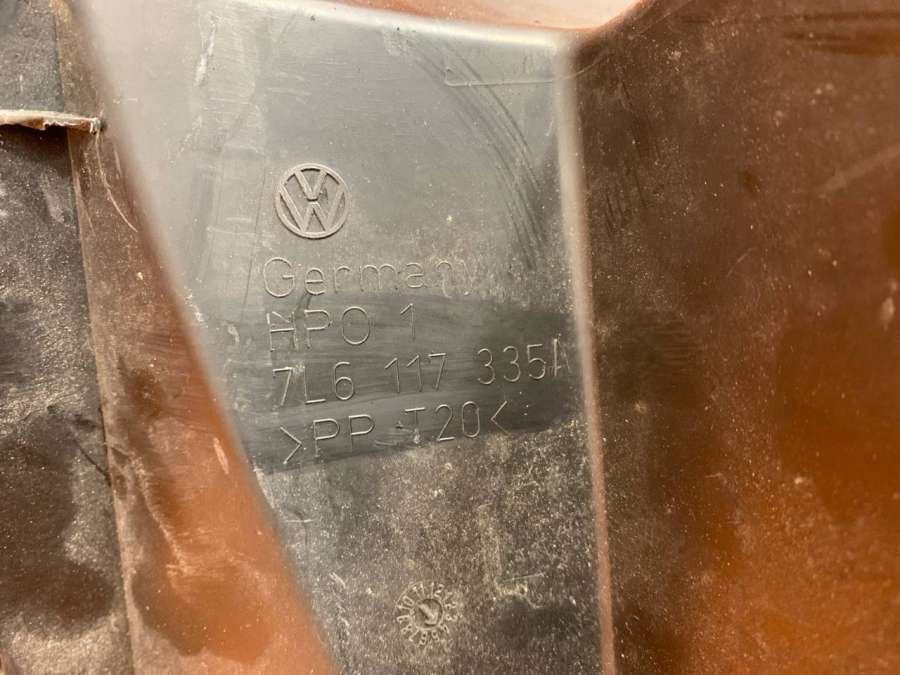 VW
Germany
HPO 1
7L6 117 335A
>PP T20<